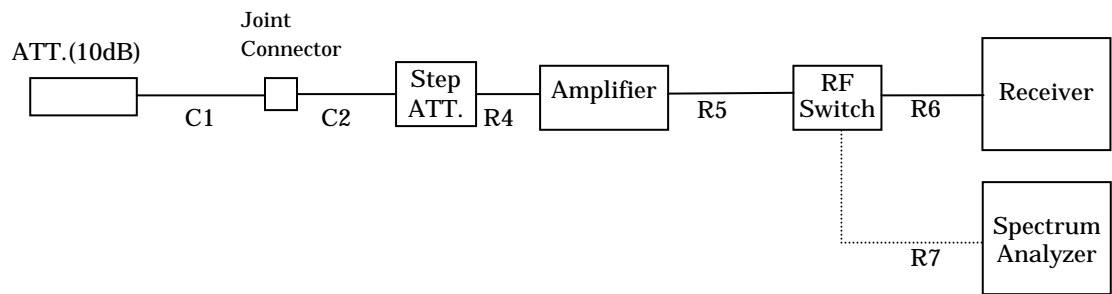 Joint
Connector
ATT.(10dB)
C1
C2
Step
ATT.
R4
Amplifier
R5
RF
Switch
R6
Receiver
R7
Spectrum
Analyzer